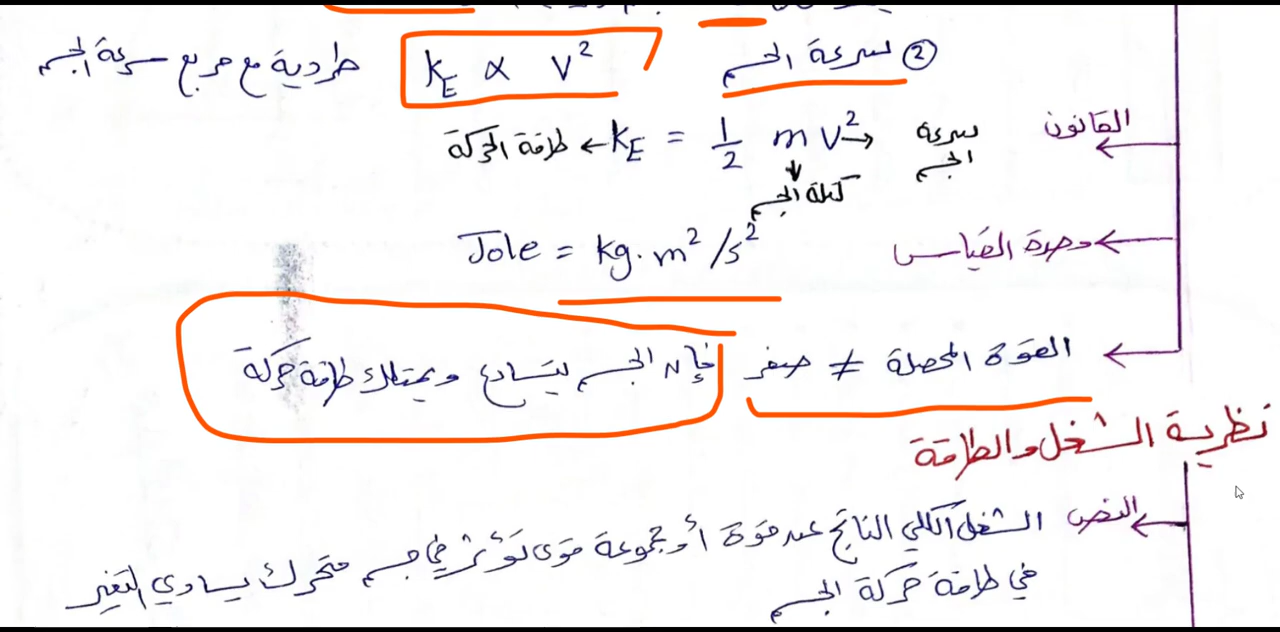 ② سرعة الجسم KE ∝ V² طردية مع مربع سرعة الجسم
القانون
طاقة الحركة ← KE = 1/2 m V² → سرعة الجسم
كتلة الجسم
وحدة القياس Jole = kg. m²/s²
القوة المحصلة ≠ صفر فإن الجسم يتسارع ويمتلك طاقة حركة
نظرية الشغل والطاقة
النص الشغل الكلي الناتج عن قوة أو مجموعة قوى تؤثر في جسم متحرك يساوي التغير
في طاقة حركة الجسم